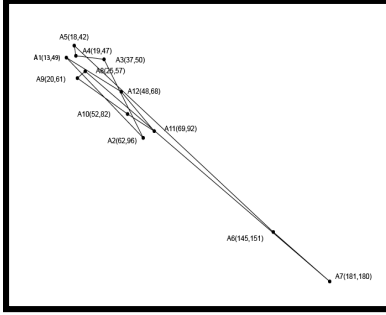 A5(18,42)
A4(19,47)
A1(13,49)
A3(37,50)
A8(25,57)
A9(20,61)
A12(48,68)
A10(52,82)
A11(69,92)
A2(62,96)
A6(145,151)
A7(181,180)